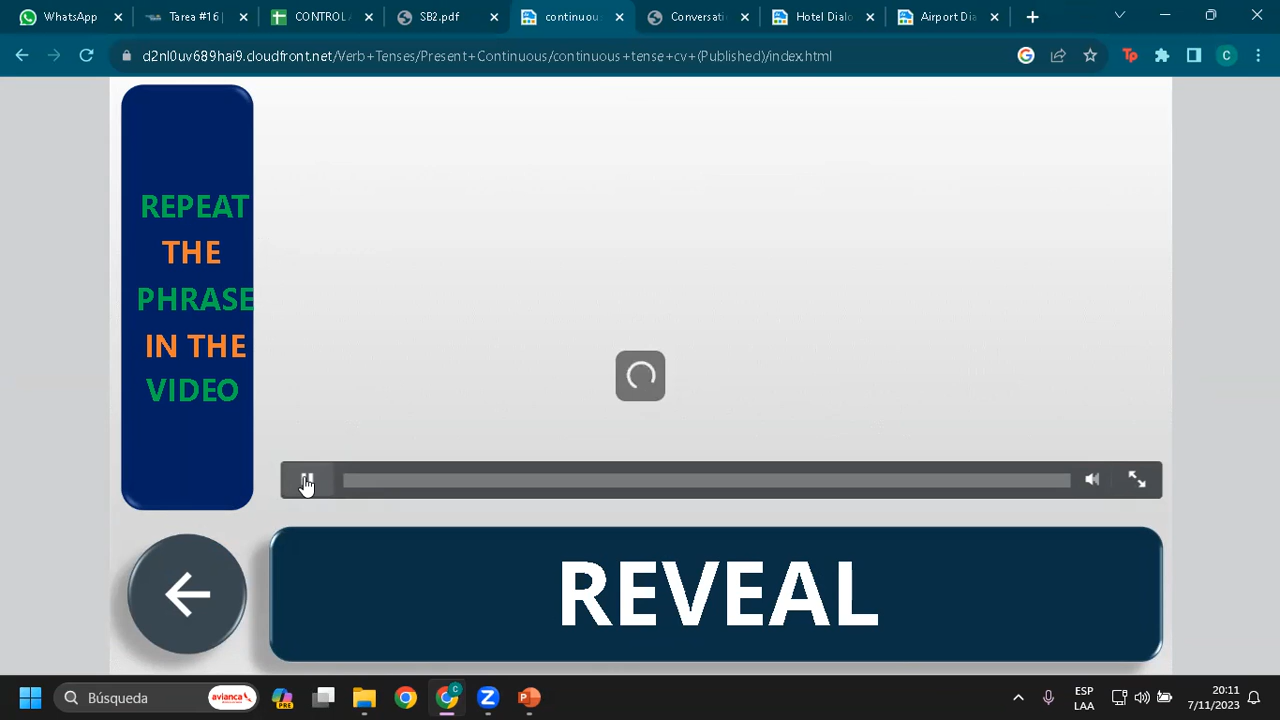 WhatsApp
Tarea #16
CONTROL
SB2.pdf
continuou
Conversati
Hotel Dialo
Airport Dia
d2nl0uv689hai9.cloudfront.net/Verb+Tenses/Present+Continuous/continuous+tense+cv+(Published)/index.html
Tp
C
REPEAT
THE
PHRASE
IN THE
VIDEO
REVEAL
Búsqueda
avianca
PRE
C
ESP
LAA
20:11
7/11/2023